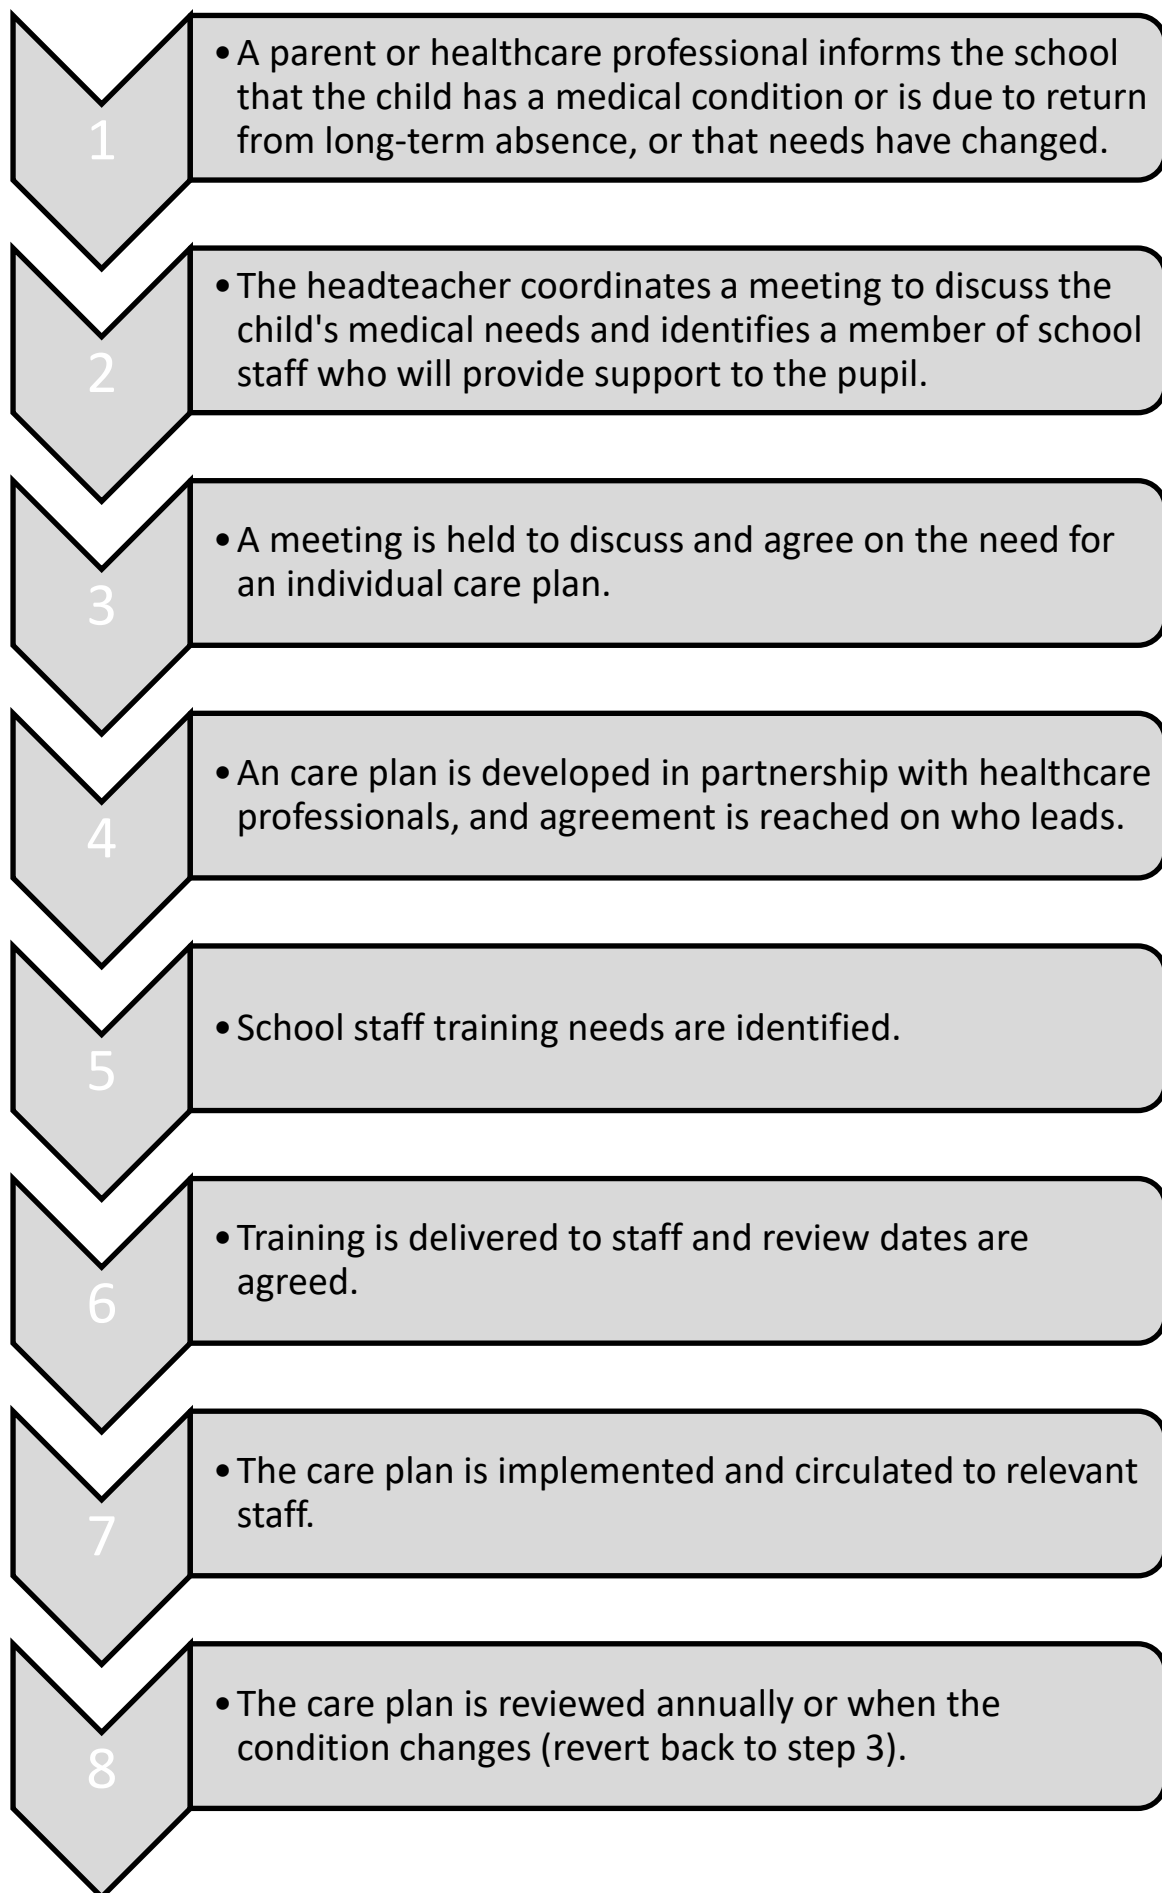 1
• A parent or healthcare professional informs the school
that the child has a medical condition or is due to return
from long-term absence, or that needs have changed.
2
• The headteacher coordinates a meeting to discuss the
child's medical needs and identifies a member of school
staff who will provide support to the pupil.
3
• A meeting is held to discuss and agree on the need for
an individual care plan.
4
• An care plan is developed in partnership with healthcare
professionals, and agreement is reached on who leads.
5
• School staff training needs are identified.
6
• Training is delivered to staff and review dates are
agreed.
7
• The care plan is implemented and circulated to relevant
staff.
8
• The care plan is reviewed annually or when the
condition changes (revert back to step 3).